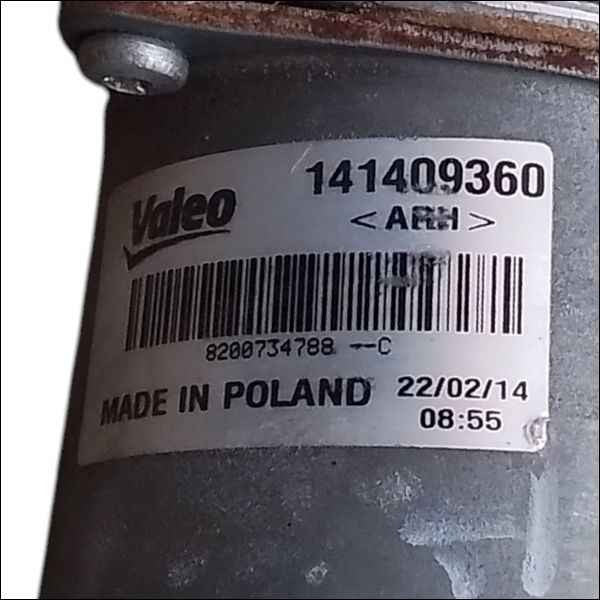 Valeo
141409360
<ARH>
8200734788 --C
MADE IN POLAND
22/02/14
08:55